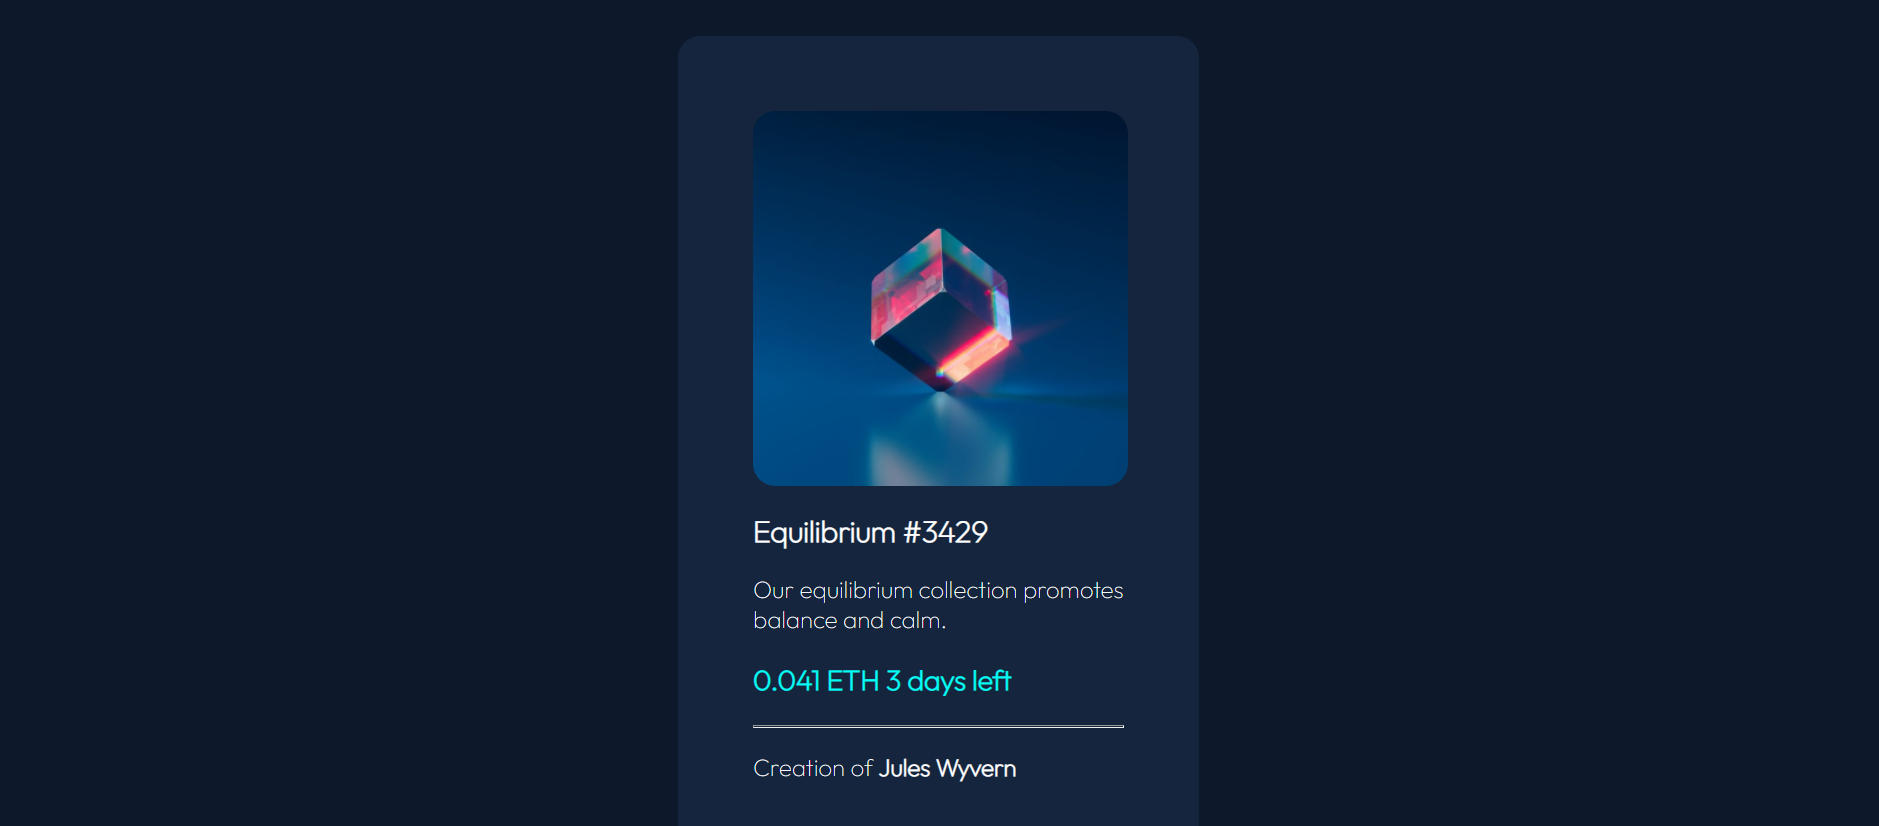 Equilibrium #3429
Our equilibrium collection promotes
balance and calm.
0.041 ETH 3 days left
Creation of Jules Wyvern